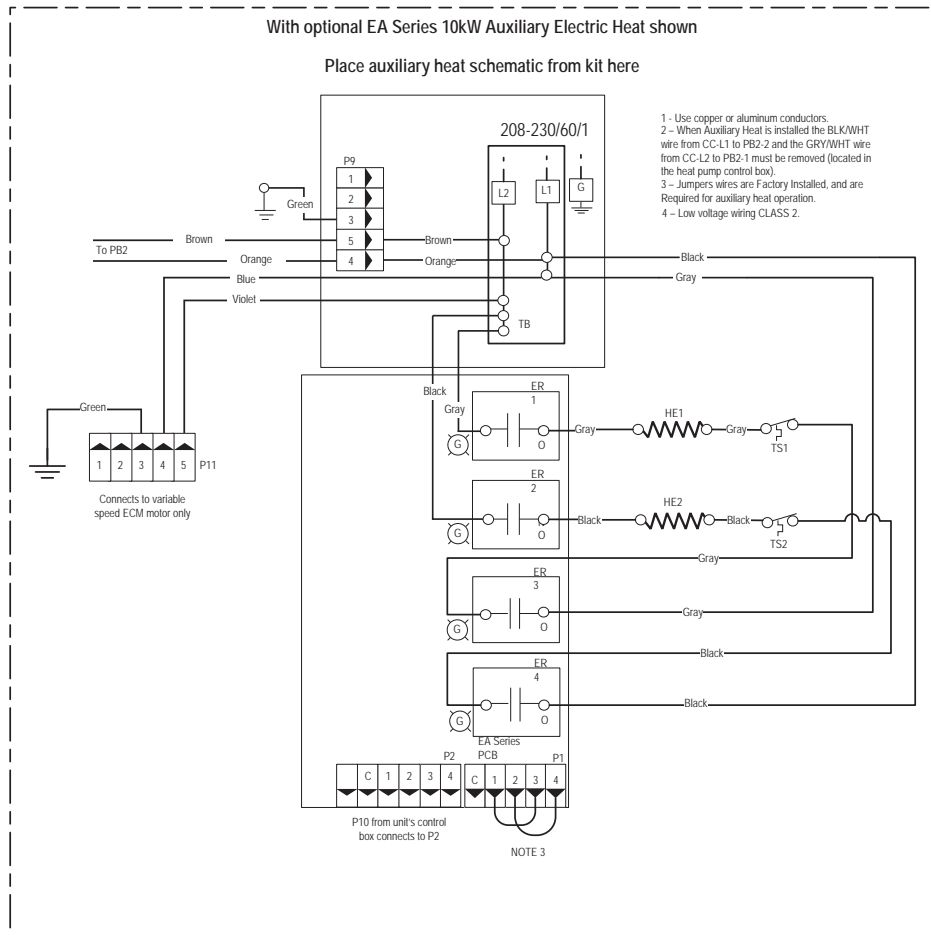 With optional EA Series 10kW Auxiliary Electric Heat shown
Place auxiliary heat schematic from kit here
208-230/60/1
1 - Use copper or aluminum conductors.
2 – When Auxiliary Heat is installed the BLK/WHT
wire from CC-L1 to PB2-2 and the GRY/WHT wire
from CC-L2 to PB2-1 must be removed (located in
the heat pump control box).
3 – Jumpers wires are Factory Installed, and are
Required for auxiliary heat operation.
4 – Low voltage wiring CLASS 2.
P9
1
2
3
5
4
L2
L1
G
Green
Brown
Brown
To PB2
Orange
Orange
Black
Blue
Gray
Violet
TB
Black
Gray
ER
1
G
O
Gray
HE1
Gray
TS1
Green
1
2
3
4
5
P11
Connects to variable
speed ECM motor only
ER
2
G
O
Black
HE2
Black
TS2
Gray
ER
3
G
O
Gray
Black
ER
4
G
O
Black
EA Series
PCB
P2
P1
C
1
2
3
4
C
1
2
3
4
P10 from unit's control
box connects to P2
NOTE 3